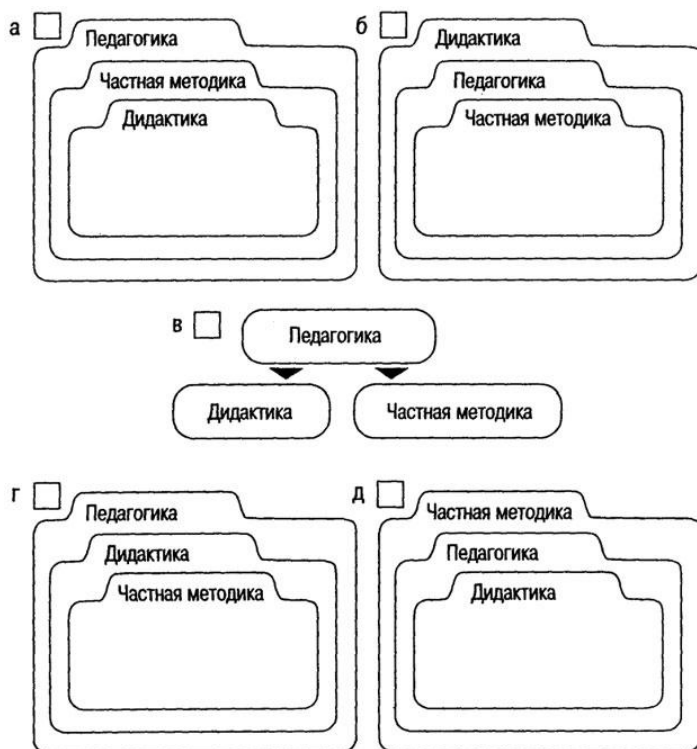 а
Педагогика
Частная методика
Дидактика
б
Дидактика
Педагогика
Частная методика
в
Педагогика
Дидактика
Частная методика
г
Педагогика
Дидактика
Частная методика
д
Частная методика
Педагогика
Дидактика